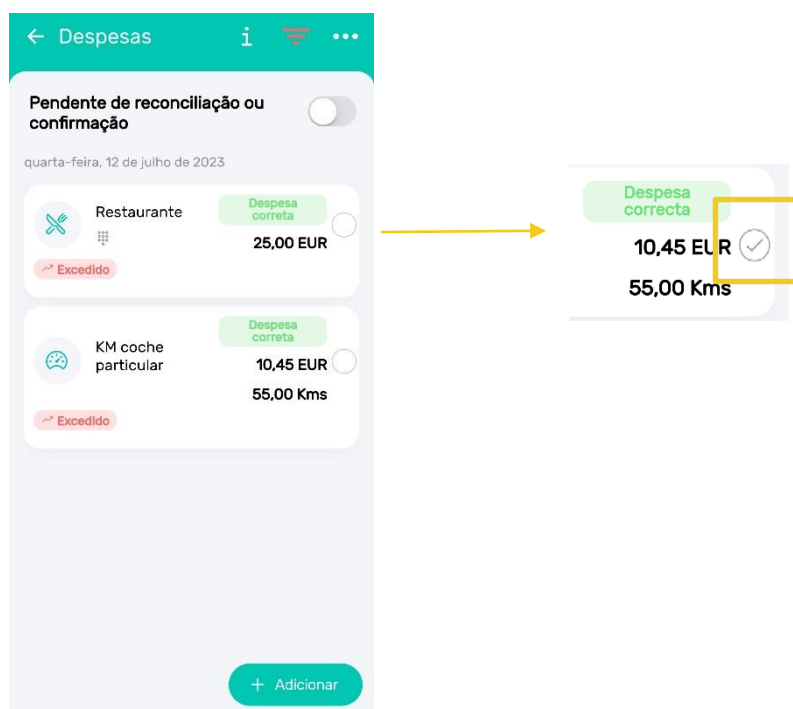 Despesas
Pendente de reconciliação ou
confirmação
quarta-feira, 12 de julho de 2023
Restaurante
Despesa
correta
25,00 EUR
Excedido
KM coche
particular
Despesa
correta
10,45 EUR
55,00 Kms
Excedido
+ Adicionar
Despesa
correcta
10,45 EUR
55,00 Kms